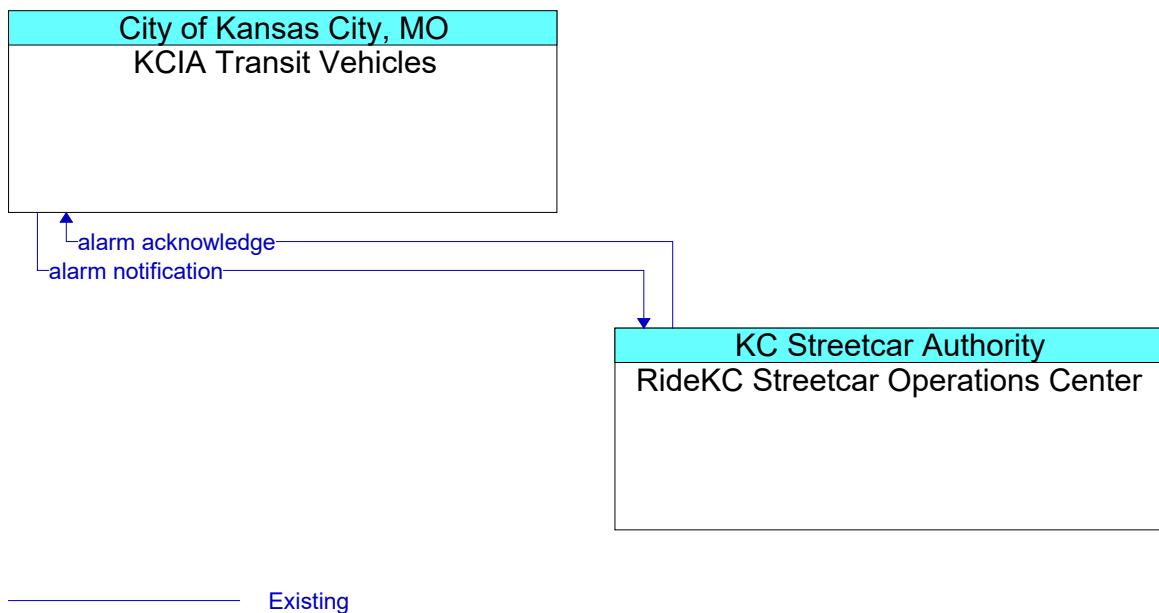 City of Kansas City, MO
KCIA Transit Vehicles
alarm acknowledge
alarm notification
KC Streetcar Authority
RideKC Streetcar Operations Center
Existing